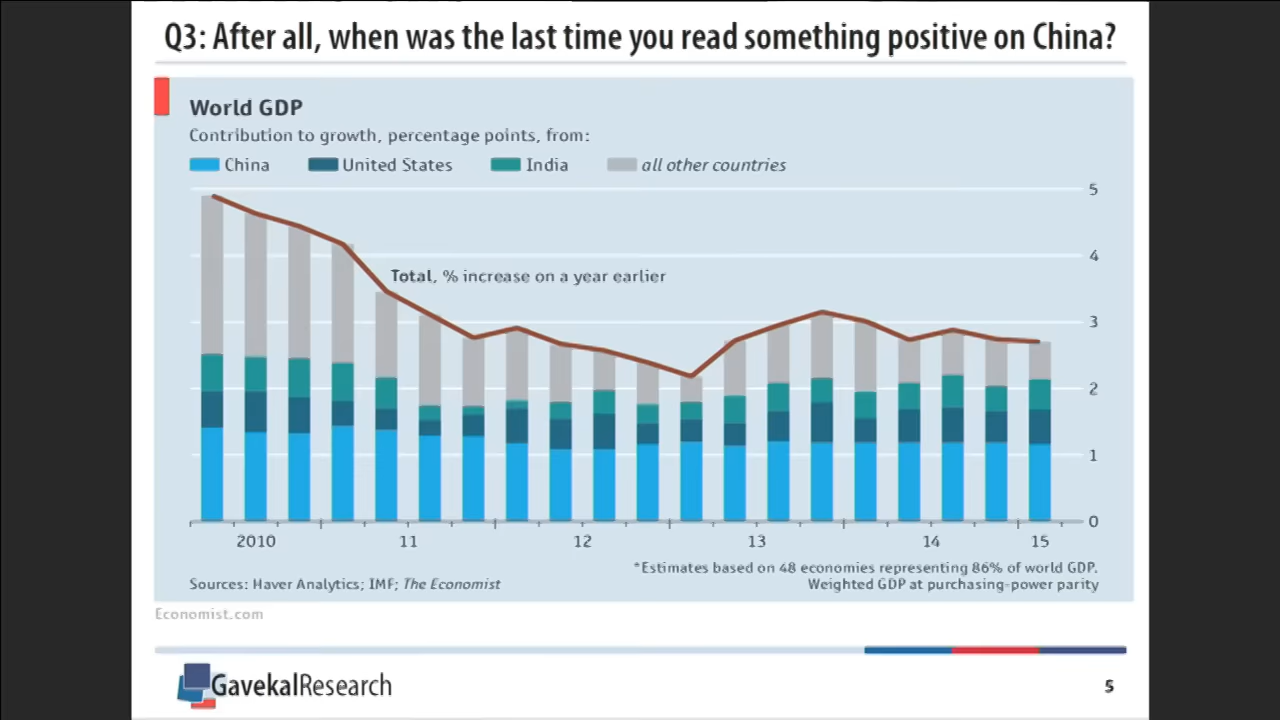 Q3: After all, when was the last time you read something positive on China?
World GDP
Contribution to growth, percentage points, from:
China United States India all other countries
5
4
Total, % increase on a year earlier
3
2
1
0
2010 11 12 13 14 15
*Estimates based on 48 economies representing 86% of world GDP.
Sources: Haver Analytics; IMF; The Economist
Weighted GDP at purchasing-power parity
Economist.com
GavekalResearch
5